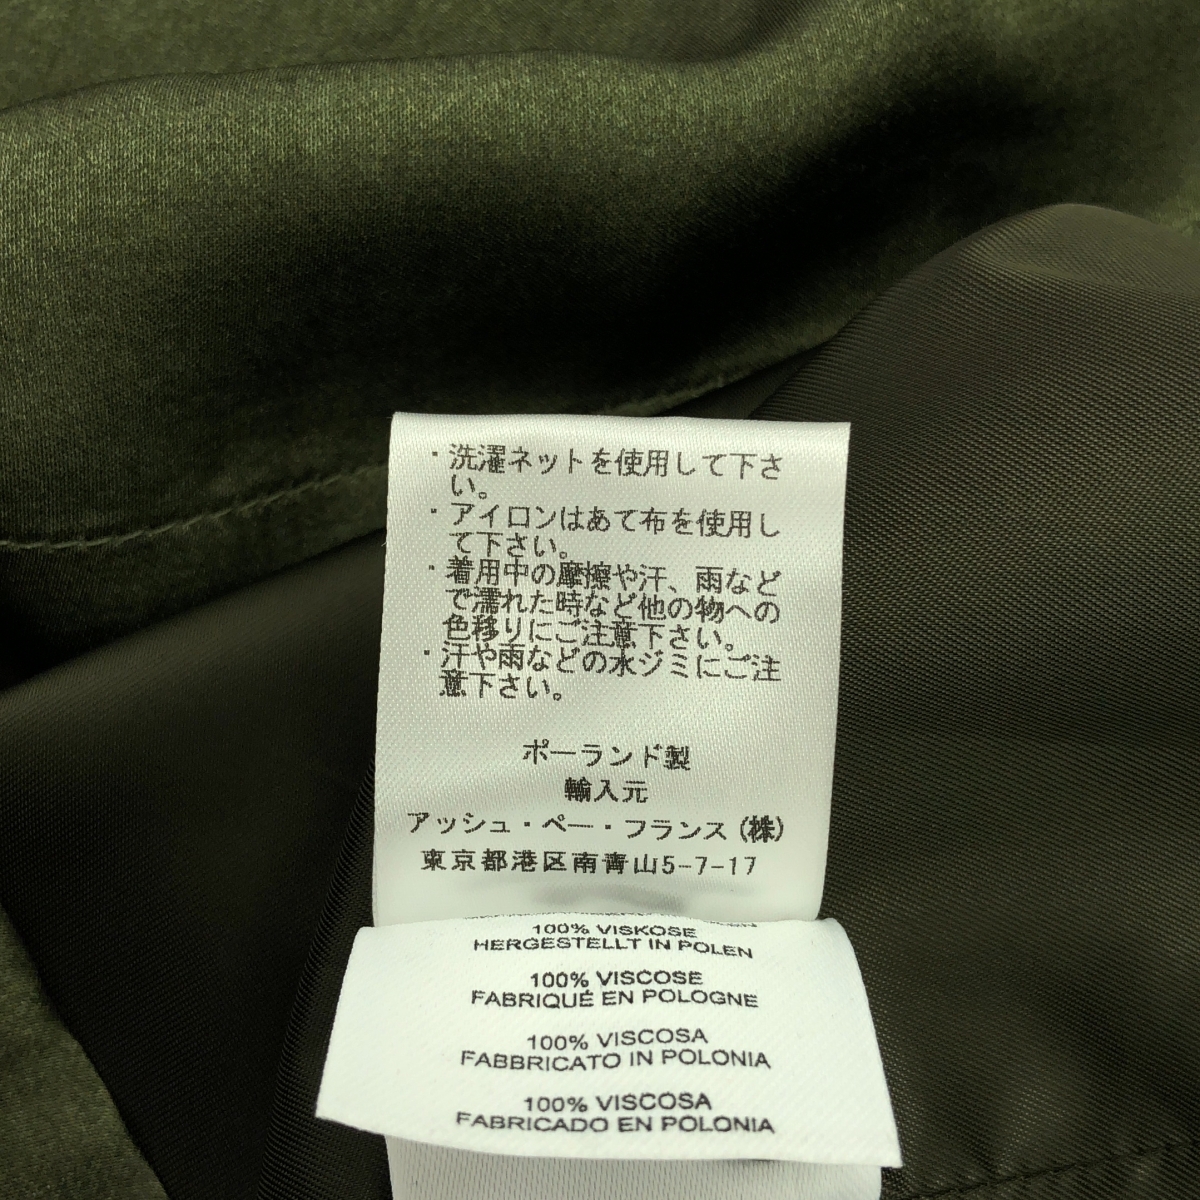 ・洗濯ネットを使用して下さ
い。
・アイロンはあて布を使用し
て下さい。
・着用中の摩擦や汗、雨など
で濡れた時など他の物への
色移りにご注意下さい。
・汗や雨などの水ジミにご注
意下さい。
ポーランド製
輸入元
アッシュ・ペー・フランス(株)
東京都港区南青山5-7-17
100% VISKOSE
HERGESTELLT IN POLEN
100% VISCOSE
FABRIQUÉ EN POLOGNE
100% VISCOSA
FABBRICATO IN POLONIA
100% VISCOSA
FABRICADO EN POLONIA